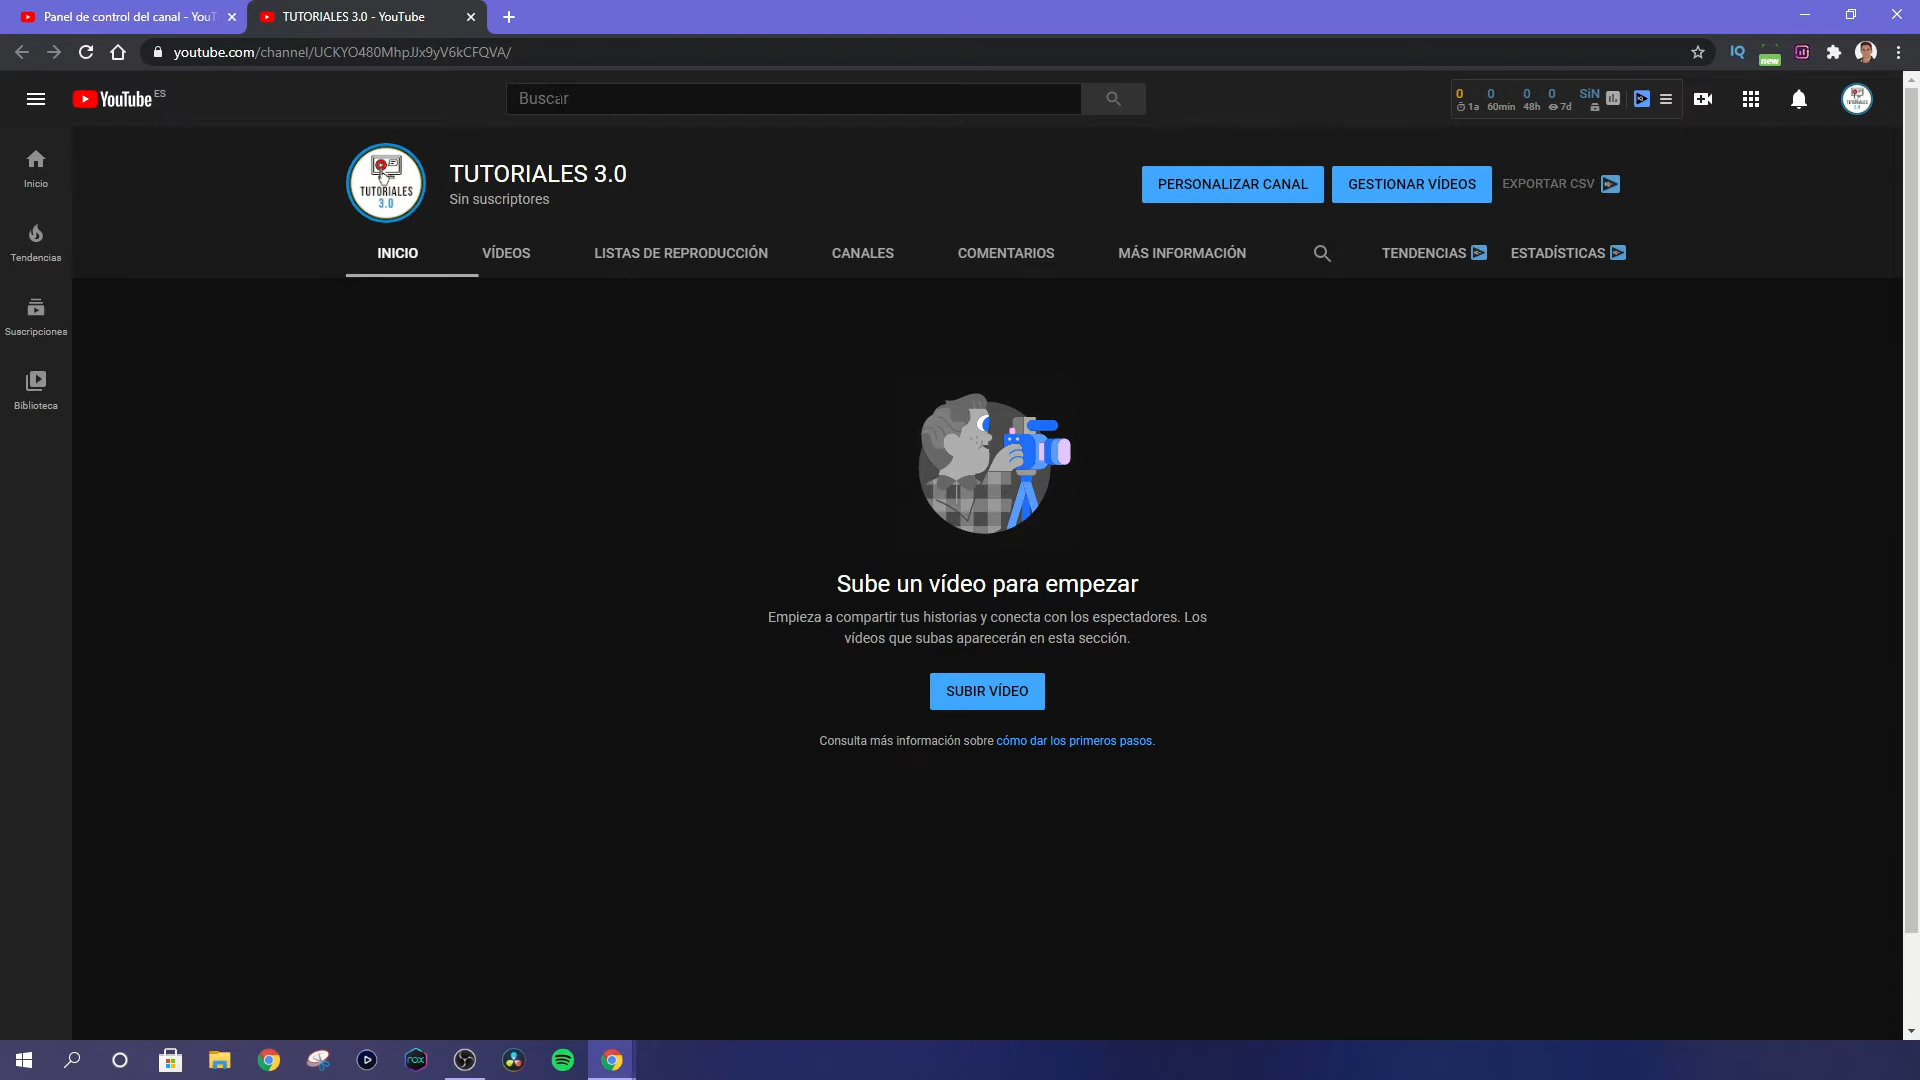 Panel de control del canal - YouT
TUTORIALES 3.0 - YouTube
youtube.com/channel/UCKYO480MhpJJx9yV6kCFQVA/
IQ
new
YouTube ES
Buscar
0 0 0 0 SiN
1a 60min 48h 7d
Inicio
Tendencias
Suscripciones
Biblioteca
TUTORIALES
3.0
TUTORIALES 3.0
Sin suscriptores
PERSONALIZAR CANAL
GESTIONAR VÍDEOS
EXPORTAR CSV
INICIO
VÍDEOS
LISTAS DE REPRODUCCIÓN
CANALES
COMENTARIOS
MÁS INFORMACIÓN
TENDENCIAS
ESTADÍSTICAS
Sube un vídeo para empezar
Empieza a compartir tus historias y conecta con los espectadores. Los
vídeos que subas aparecerán en esta sección.
SUBIR VÍDEO
Consulta más información sobre cómo dar los primeros pasos.
nox